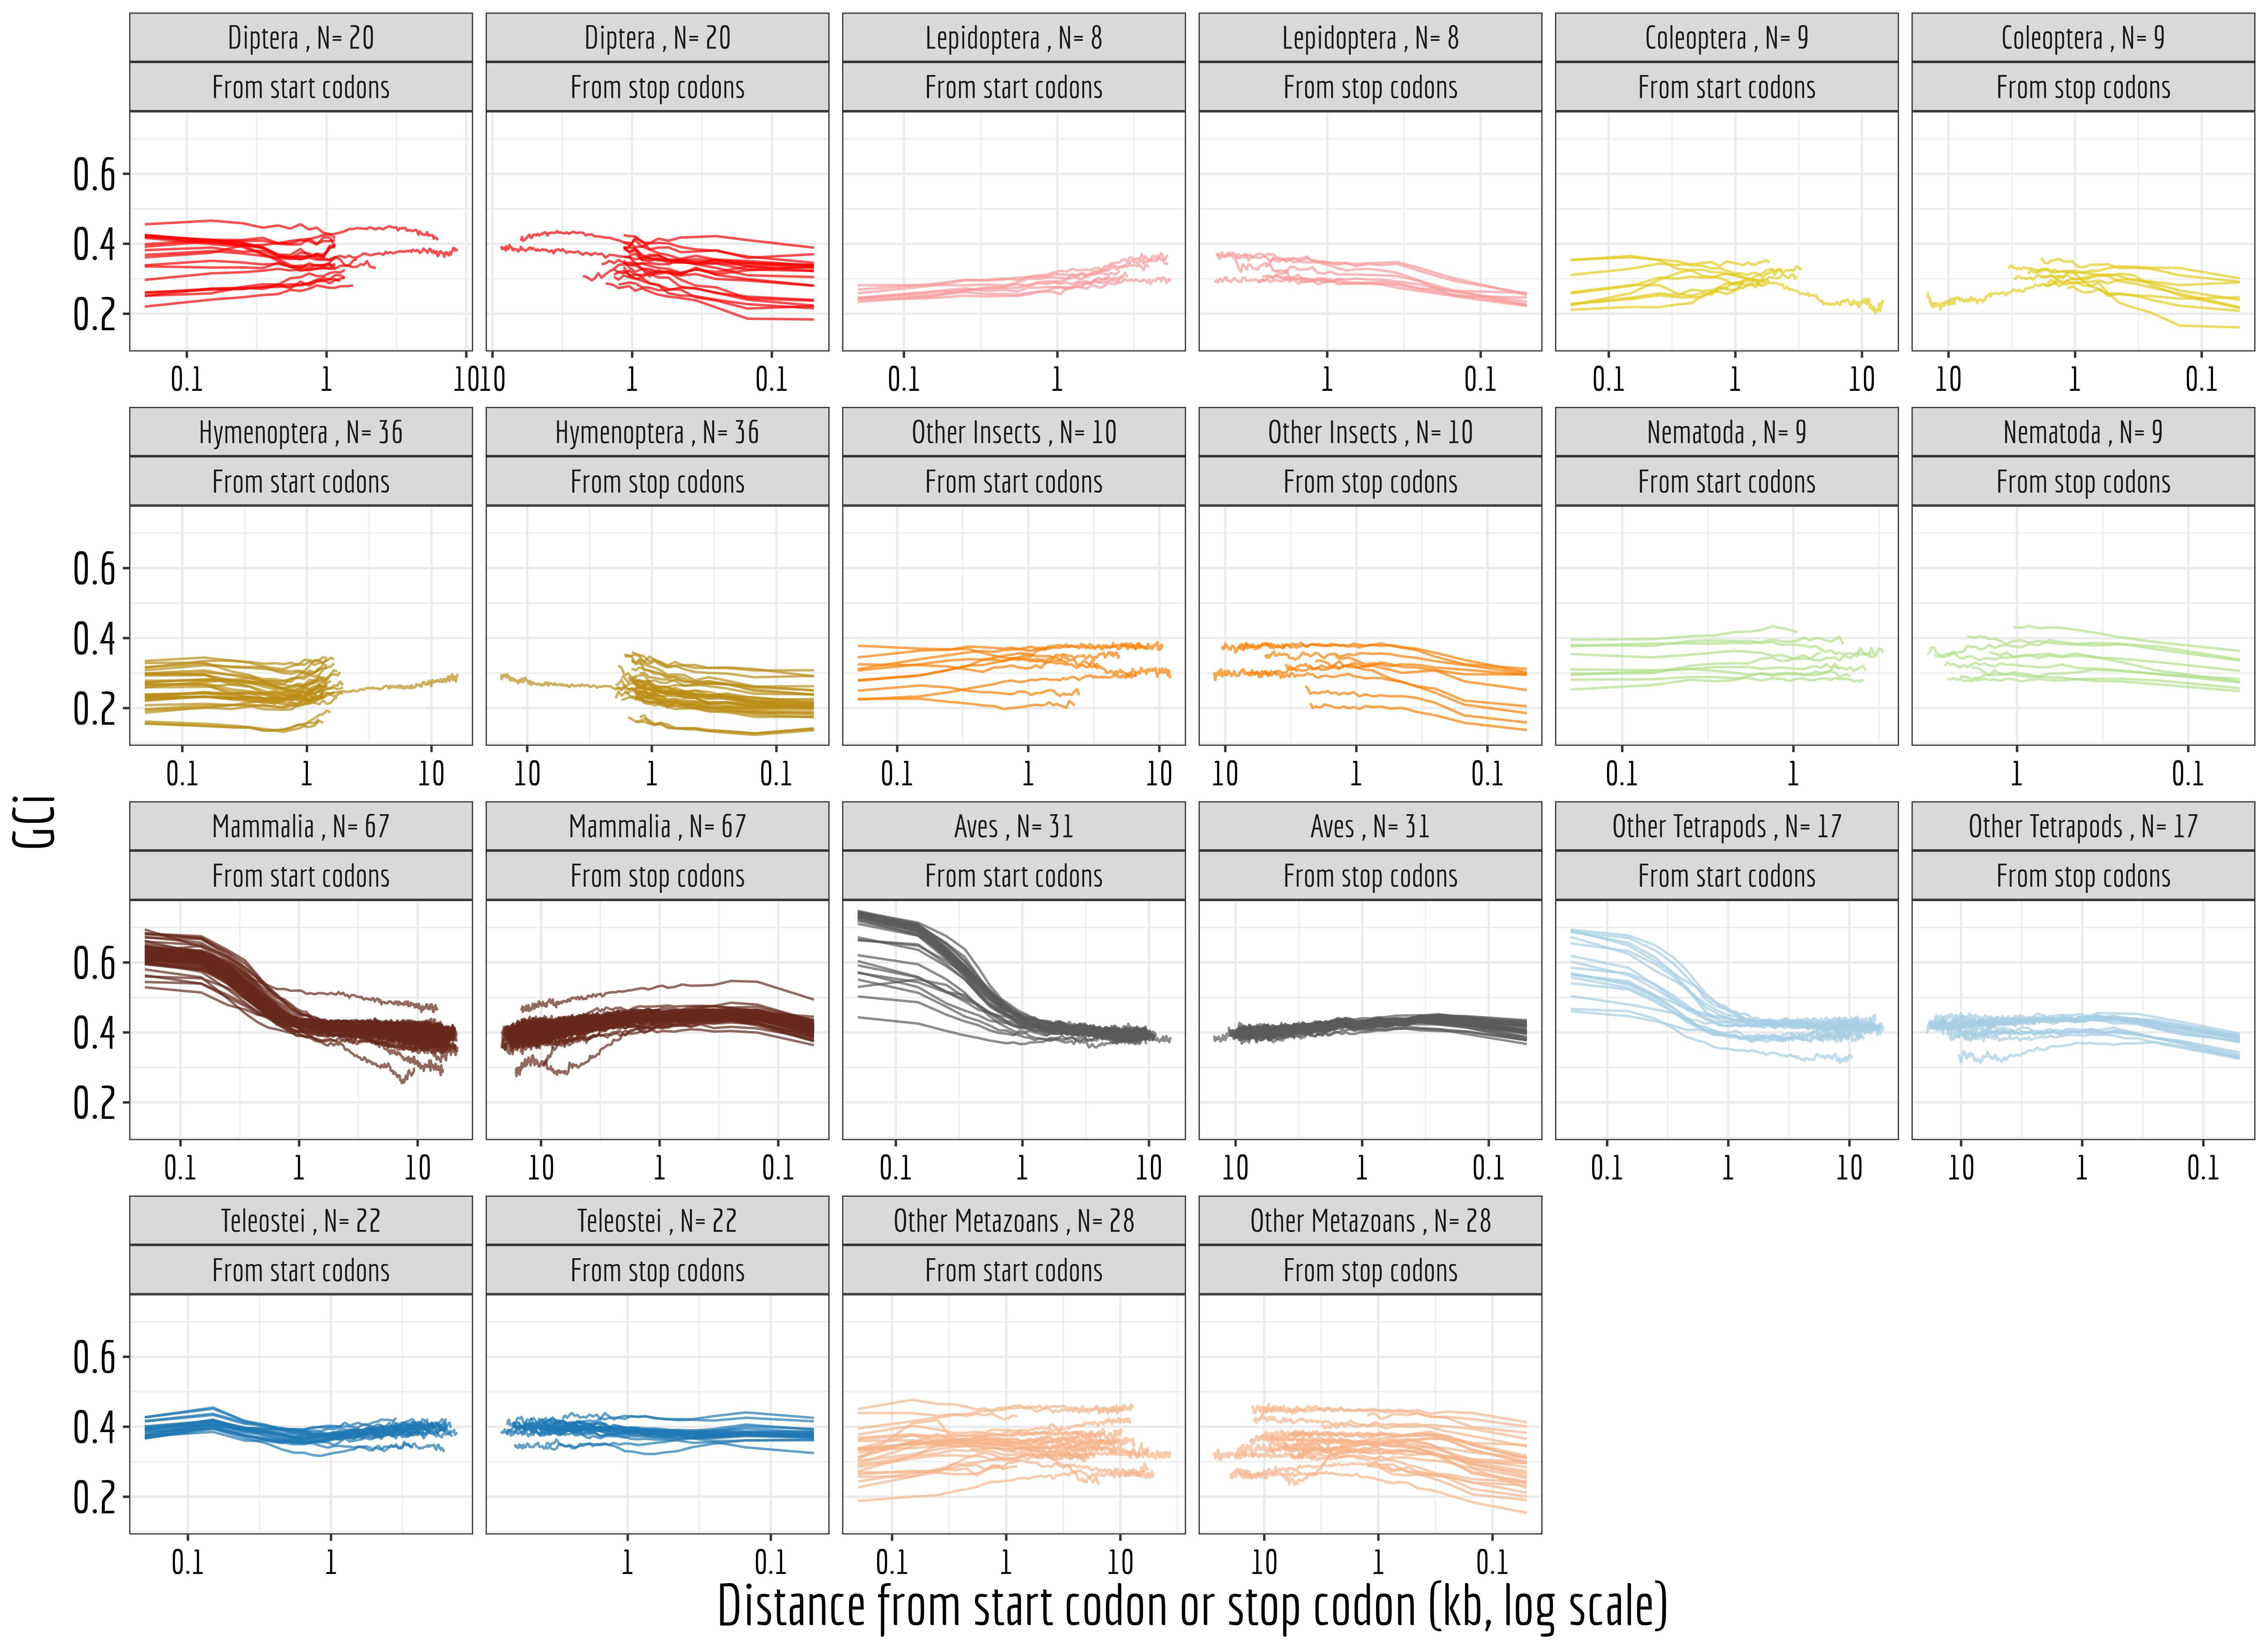 Diptera , N= 20 Diptera , N= 20 Lepidoptera , N= 8 Lepidoptera , N= 8 Coleoptera , N= 9 Coleoptera , N= 9
From start codons From stop codons From start codons From stop codons From start codons From stop codons
0.6
0.4
0.2
0.1 1 10 10 1 0.1 0.1 1 1 0.1 0.1 1 10 10 1 0.1
Hymenoptera , N= 36 Hymenoptera , N= 36 Other Insects , N= 10 Other Insects , N= 10 Nematoda , N= 9 Nematoda , N= 9
From start codons From stop codons From start codons From stop codons From start codons From stop codons
0.6
0.4
0.2
0.1 1 10 10 1 0.1 0.1 1 10 10 1 0.1 0.1 1 1 0.1
GCi
Mammalia , N= 67 Mammalia , N= 67 Aves , N= 31 Aves , N= 31 Other Tetrapods , N= 17 Other Tetrapods , N= 17
From start codons From stop codons From start codons From stop codons From start codons From stop codons
0.6
0.4
0.2
0.1 1 10 10 1 0.1 0.1 1 10 10 1 0.1 0.1 1 10 10 1 0.1
Teleostei , N= 22 Teleostei , N= 22 Other Metazoans , N= 28 Other Metazoans , N= 28
From start codons From stop codons From start codons From stop codons
0.6
0.4
0.2
0.1 1 1 0.1 0.1 1 10 10 1 0.1
Distance from start codon or stop codon (kb, log scale)